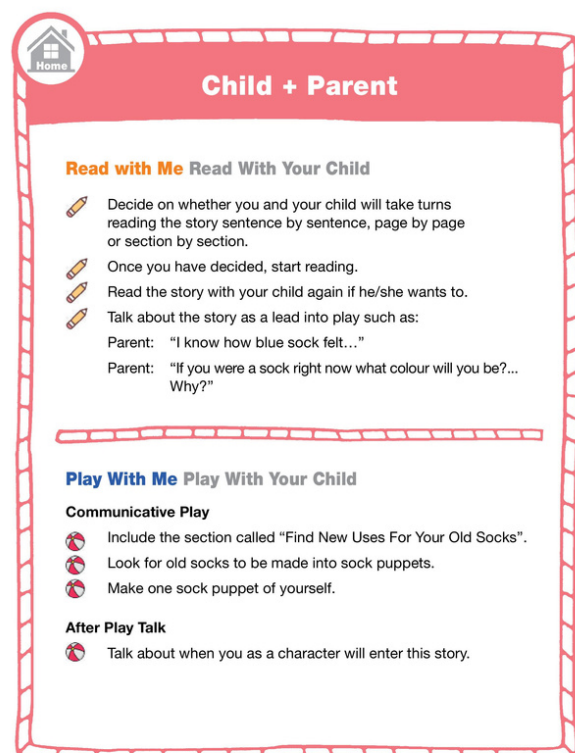 Home
Child + Parent
Read with Me Read With Your Child
Decide on whether you and your child will take turns
reading the story sentence by sentence, page by page
or section by section.
Once you have decided, start reading.
Read the story with your child again if he/she wants to.
Talk about the story as a lead into play such as:
Parent: “I know how blue sock felt…”
Parent: “If you were a sock right now what colour will you be?...
Why?”
Play With Me Play With Your Child
Communicative Play
Include the section called “Find New Uses For Your Old Socks”.
Look for old socks to be made into sock puppets.
Make one sock puppet of yourself.
After Play Talk
Talk about when you as a character will enter this story.